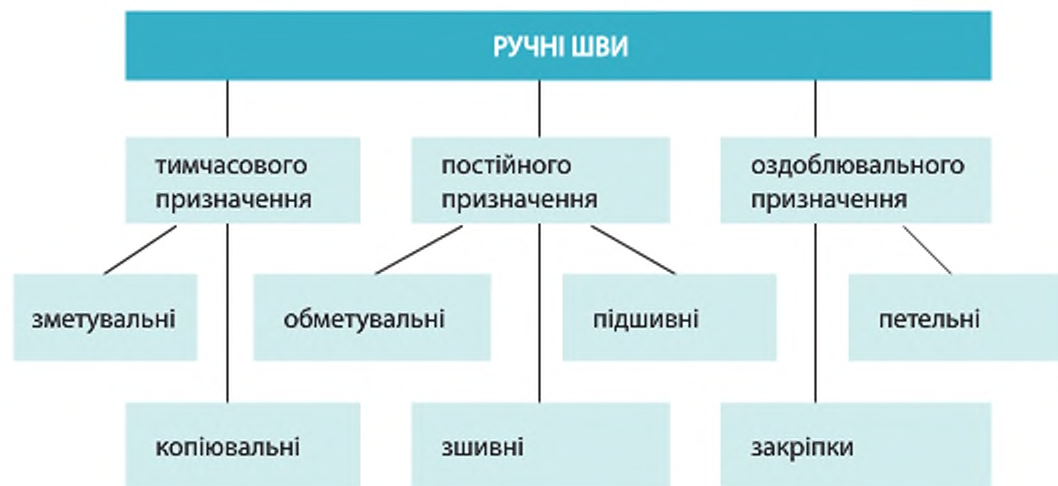 РУЧНІ ШВИ
тимчасового
призначення
постійного
призначення
оздоблювального
призначення
зметувальні
обметувальні
підшивні
петельні
копіювальні
зшивні
закріпки